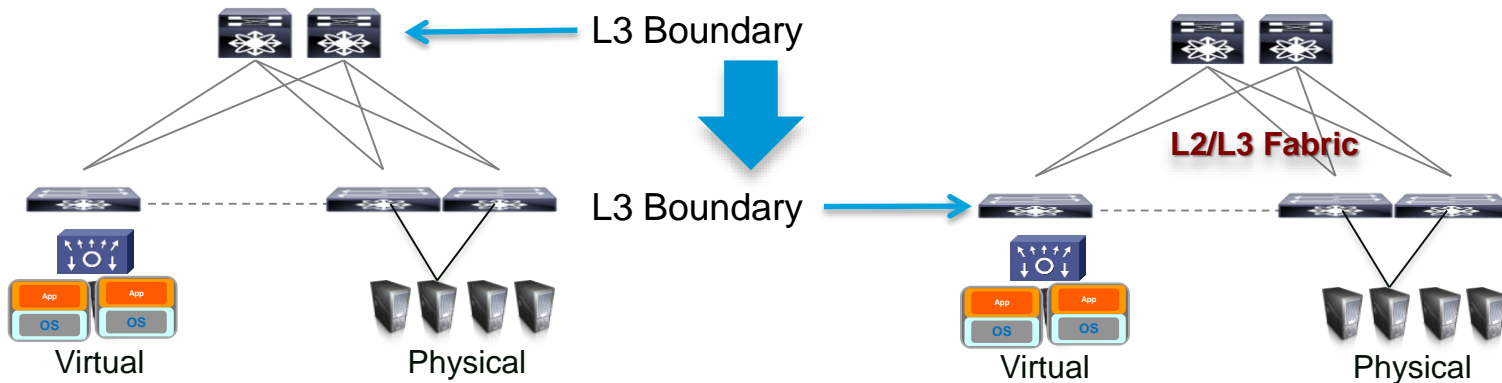 L3 Boundary
L2/L3 Fabric
L3 Boundary
App
App
OS
OS
Virtual
Physical
App
App
OS
OS
Virtual
Physical